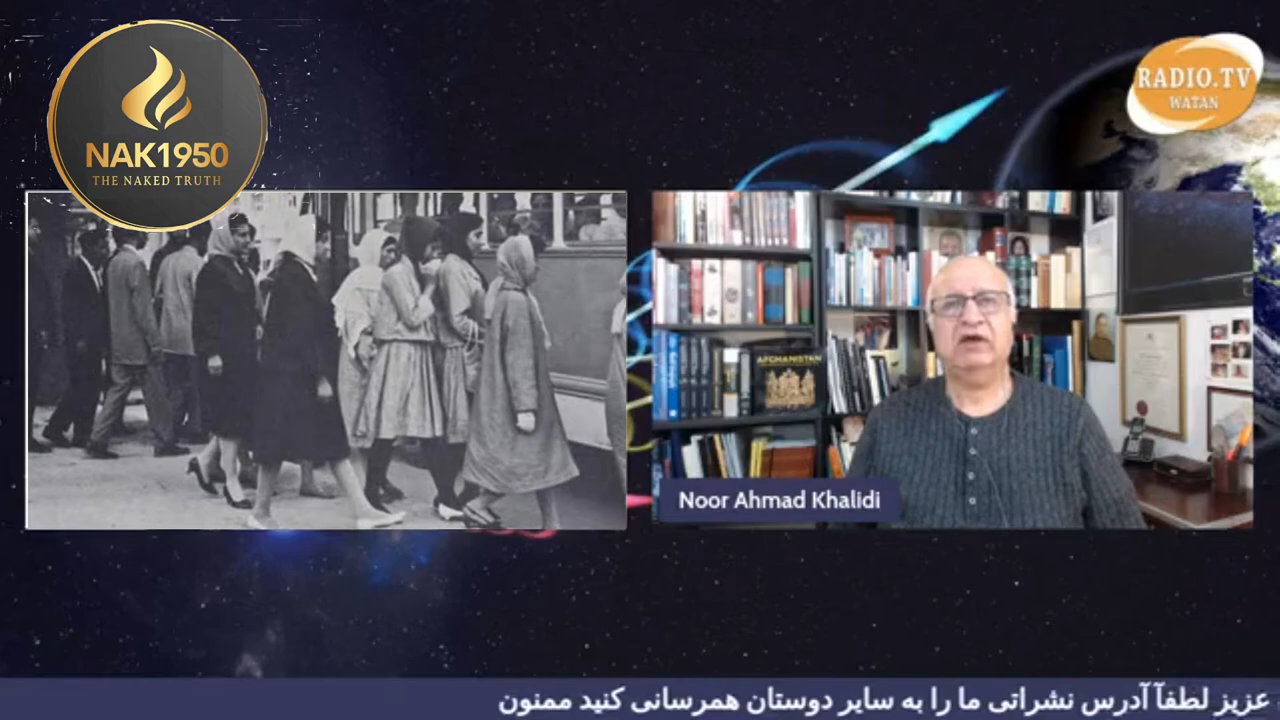 NAK1950
THE NAKED TRUTH
RADIO.TV
WATAN
AFGHANISTAN
Noor Ahmad Khalidi
عزیز لطفاً آدرس نشراتی ما را به سایر دوستان همرسانی کنید ممنون